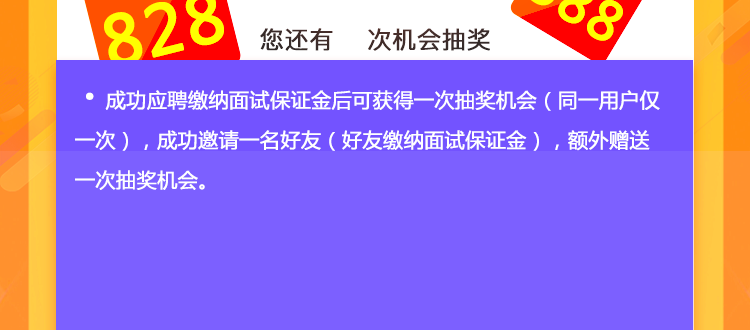 828
88
您还有 次机会抽奖
• 成功应聘缴纳面试保证金后可获得一次抽奖机会（同一用户仅
一次），成功邀请一名好友（好友缴纳面试保证金），额外赠送
一次抽奖机会。